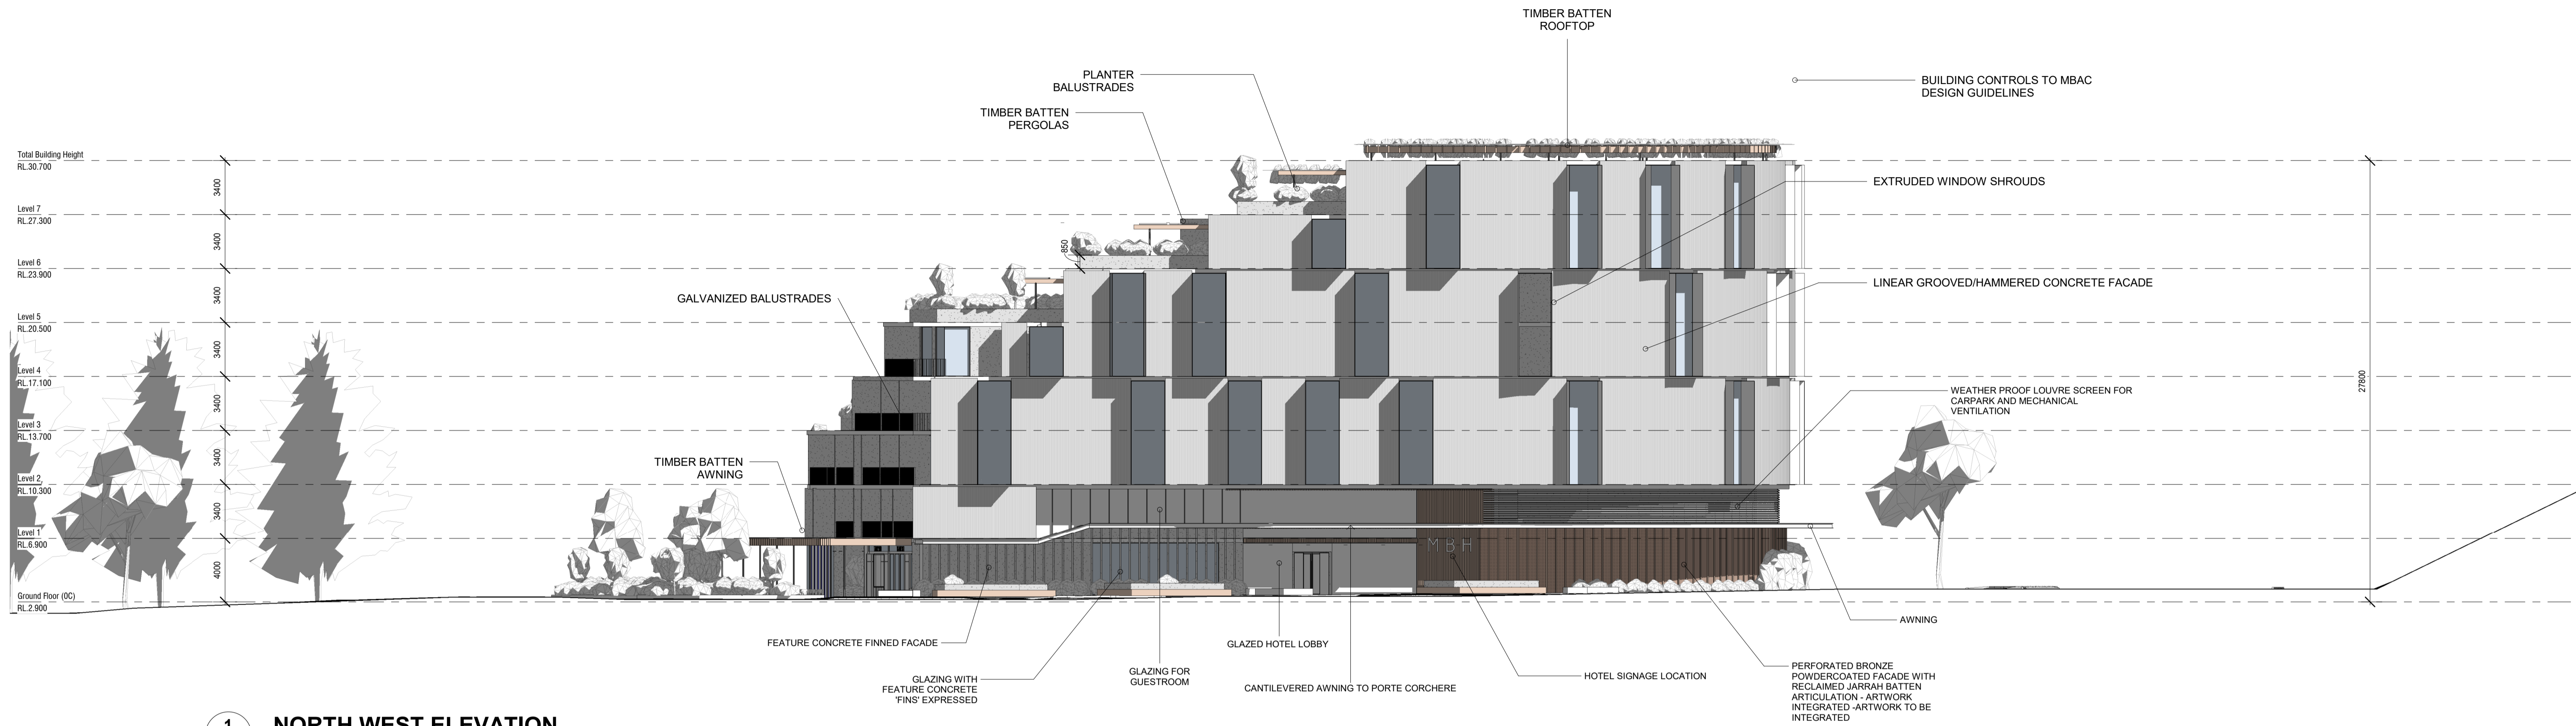 TIMBER BATTEN
ROOFTOP
PLANTER
BALUSTRADES
BUILDING CONTROLS TO MBAC
DESIGN GUIDELINES
TIMBER BATTEN
PERGOLAS
Total Building Height
RL.30.700
3400
EXTRUDED WINDOW SHROUDS
Level 7
RL.27.300
3400
850
Level 6
RL.23.900
3400
LINEAR GROOVED/HAMMERED CONCRETE FACADE
GALVANIZED BALUSTRADES
Level 5
RL.20.500
3400
Level 4
RL.17.100
3400
27800
WEATHER PROOF LOUVRE SCREEN FOR
CARPARK AND MECHANICAL
VENTILATION
Level 3
RL.13.700
3400
TIMBER BATTEN
AWNING
Level 2
RL.10.300
3400
Level 1
RL.6.900
4000
MBH
Ground Floor (0C)
RL.2.900
AWNING
FEATURE CONCRETE FINNED FACADE
GLAZED HOTEL LOBBY
GLAZING FOR
GUESTROOM
GLAZING WITH
FEATURE CONCRETE
'FINS' EXPRESSED
CANTILEVERED AWNING TO PORTE CORCHERE
HOTEL SIGNAGE LOCATION
PERFORATED BRONZE
POWDERCOATED FACADE WITH
RECLAIMED JARRAH BATTEN
ARTICULATION - ARTWORK
INTEGRATED -ARTWORK TO BE
INTEGRATED
1
NORTH WEST ELEVATION